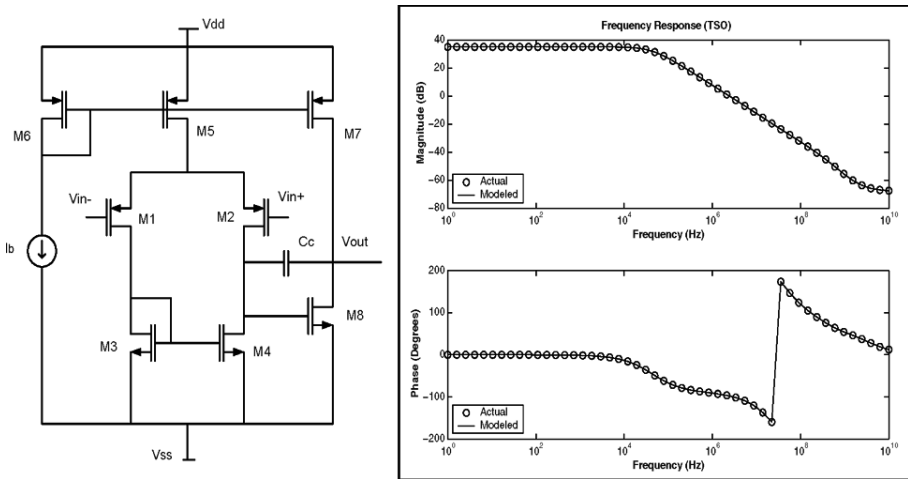 Vdd
M6
M5
M7
Vin-
M1
M2
Vin+
Cc
Vout
Ib
M3
M4
M8
Vss
Frequency Response (TSO)
Magnitude (dB)
40
20
0
-20
-40
-60
-80
Actual
Modeled
10^0
10^2
10^4
10^6
10^8
10^10
Frequency (Hz)
Phase (Degrees)
200
100
0
-100
-200
Actual
Modeled
10^0
10^2
10^4
10^6
10^8
10^10
Frequency (Hz)